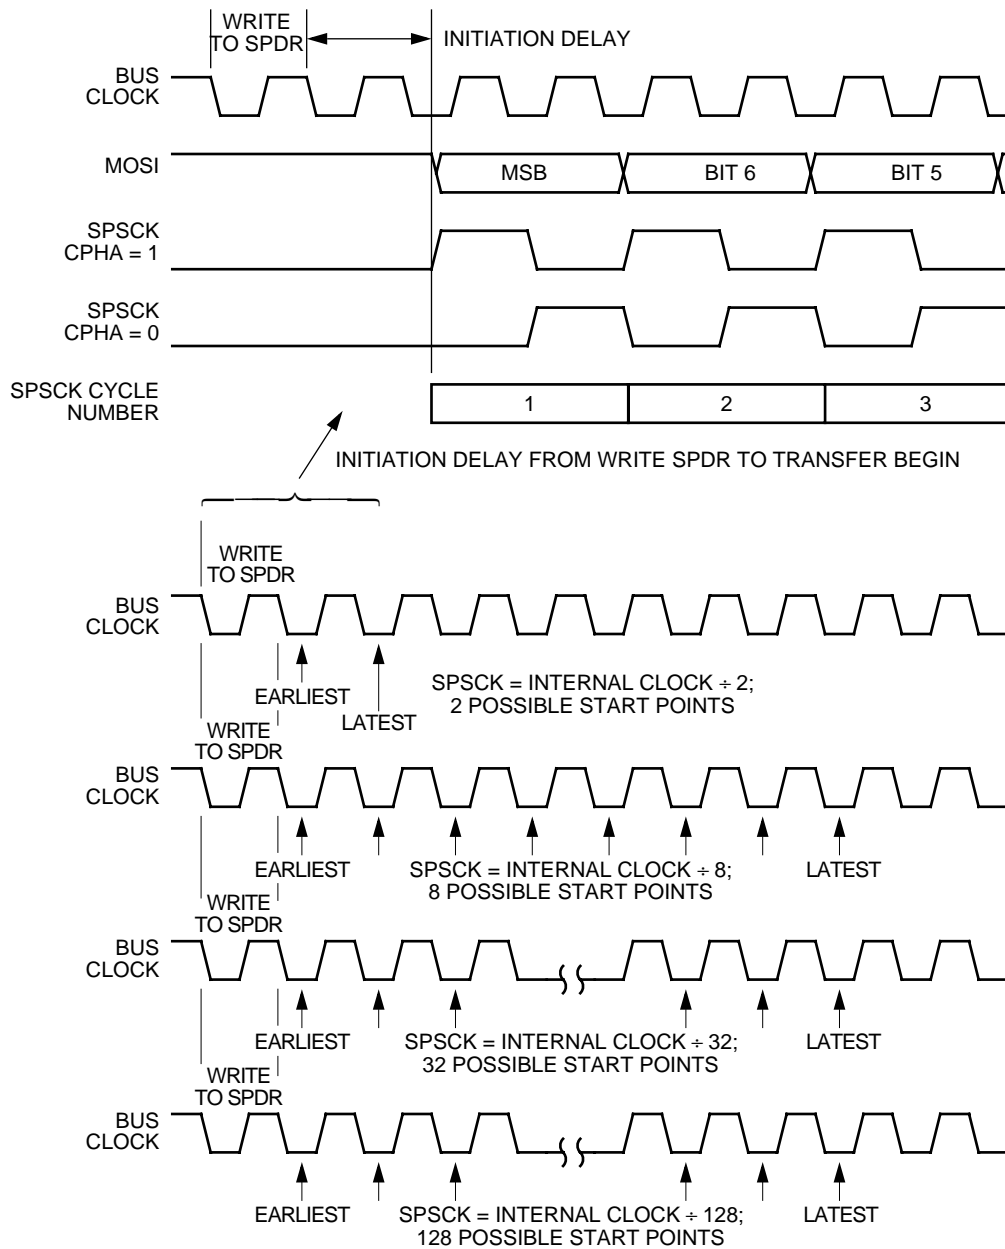 WRITE
TO SPDR
INITIATION DELAY
BUS
CLOCK
MOSI
MSB
BIT 6
BIT 5
SPSCK
CPHA = 1
SPSCK
CPHA = 0
SPSCK CYCLE
NUMBER
1
2
3
INITIATION DELAY FROM WRITE SPDR TO TRANSFER BEGIN
WRITE
TO SPDR
BUS
CLOCK
EARLIEST
LATEST
SPSCK = INTERNAL CLOCK ÷ 2;
2 POSSIBLE START POINTS
WRITE
TO SPDR
BUS
CLOCK
EARLIEST
SPSCK = INTERNAL CLOCK ÷ 8;
8 POSSIBLE START POINTS
LATEST
WRITE
TO SPDR
BUS
CLOCK
EARLIEST
SPSCK = INTERNAL CLOCK ÷ 32;
32 POSSIBLE START POINTS
LATEST
WRITE
TO SPDR
BUS
CLOCK
EARLIEST
SPSCK = INTERNAL CLOCK ÷ 128;
128 POSSIBLE START POINTS
LATEST